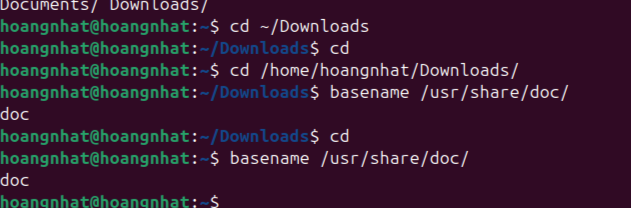 Documents/ Downloads/
hoangnhat@hoangnhat:~$ cd ~/Downloads
hoangnhat@hoangnhat:~/Downloads$ cd
hoangnhat@hoangnhat:~$ cd /home/hoangnhat/Downloads/
hoangnhat@hoangnhat:~/Downloads$ basename /usr/share/doc/
doc
hoangnhat@hoangnhat:~/Downloads$ cd
hoangnhat@hoangnhat:~$ basename /usr/share/doc/
doc
hoangnhat@hoangnhat:~$